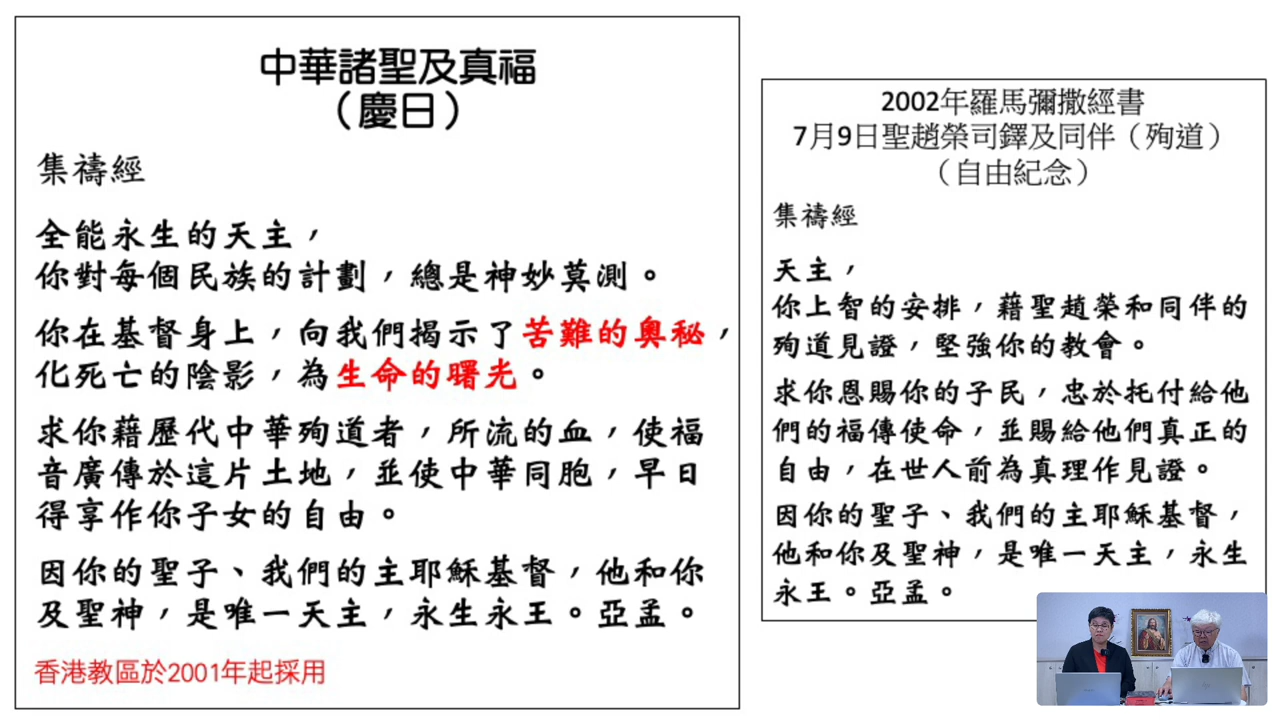 中華諸聖及真福
（慶日）
集禱經
全能永生的天主，
你對每個民族的計劃，總是神妙莫測。
你在基督身上，向我們揭示了苦難的奧秘，
化死亡的陰影，為生命的曙光。
求你藉歷代中華殉道者，所流的血，使福
音廣傳於這片土地，並使中華同胞，早日
得享作你子女的自由。
因你的聖子、我們的主耶穌基督，他和你
及聖神，是唯一天主，永生永王。亞孟。
香港教區於2001年起採用
2002年羅馬彌撒經書
7月9日聖趙榮司鐸及同伴（殉道）
（自由紀念）
集禱經
天主，
你上智的安排，藉聖趙榮和同伴的
殉道見證，堅強你的教會。
求你恩賜你的子民，忠於托付給他
們的福傳使命，並賜給他們真正的
自由，在世人前為真理作見證。
因你的聖子、我們的主耶穌基督，
他和你及聖神，是唯一天主，永生
永王。亞孟。